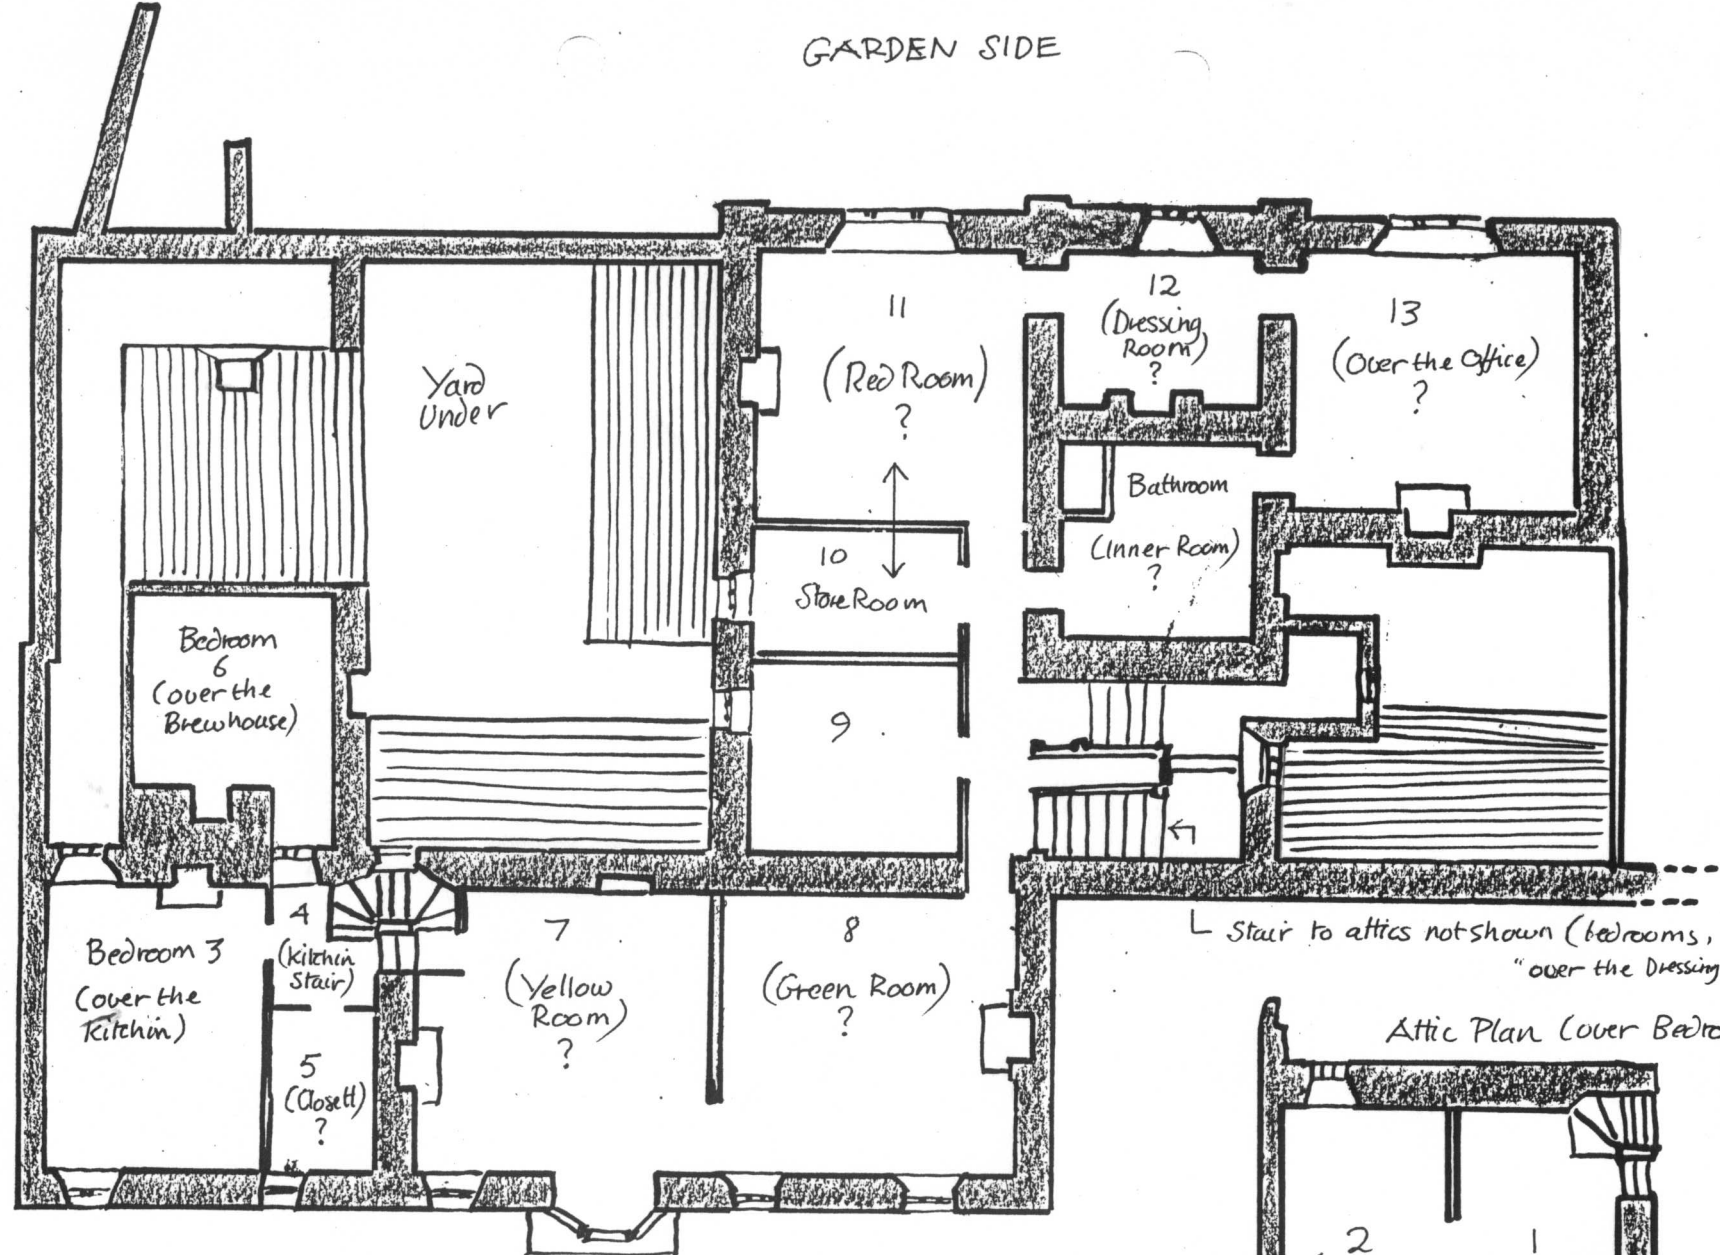 GARDEN SIDE
11
(Red Room)
?
12
(Dressing
Room)
?
13
(Over the Office)
?
Yard
Under
Bathroom
(Inner Room)
?
10
Store Room
Bedroom
6
(over the
Brewhouse)
9
Bedroom 3
(over the
Kitchin)
4
(Kitchin
Stair)
5
(Closett)
?
7
(Yellow
Room)
?
8
(Green Room)
?
Stair to attics not shown (bedrooms,
"over the Dressing
Attic Plan (over Bedro
2
1